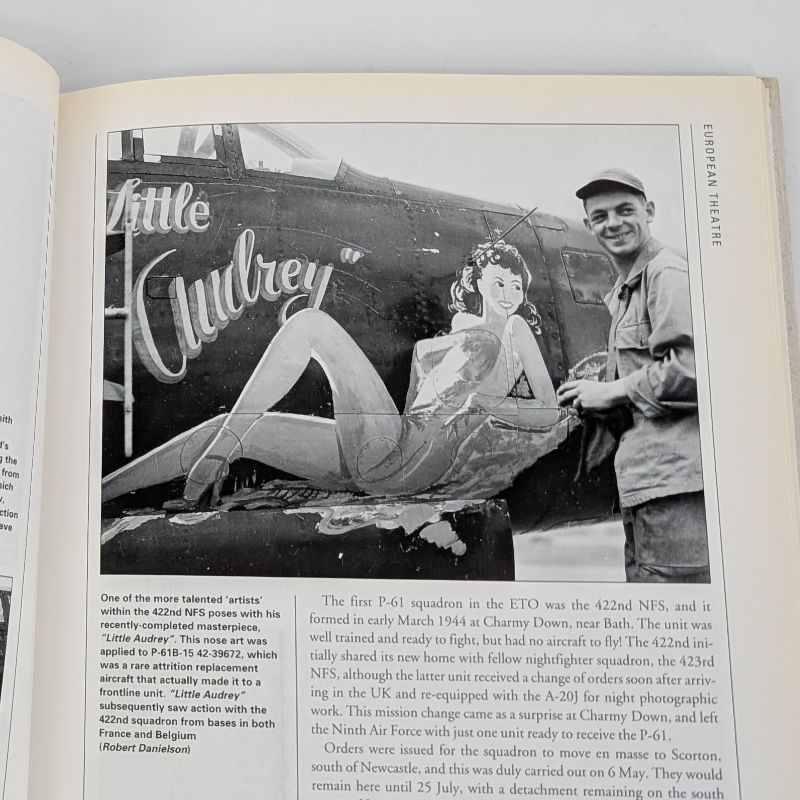 EUROPEAN THEATRE
"Little
Audrey"
One of the more talented 'artists'
within the 422nd NFS poses with his
recently-completed masterpiece,
"Little Audrey". This nose art was
applied to P-61B-15 42-39672, which
was a rare attrition replacement
aircraft that actually made it to a
frontline unit. "Little Audrey"
subsequently saw action with the
422nd squadron from bases in both
France and Belgium
(Robert Danielson)
The first P-61 squadron in the ETO was the 422nd NFS, and it
formed in early March 1944 at Charmy Down, near Bath. The unit was
well trained and ready to fight, but had no aircraft to fly! The 422nd ini-
tially shared its new home with fellow nightfighter squadron, the 423rd
NFS, although the latter unit received a change of orders soon after arriv-
ing in the UK and re-equipped with the A-20J for night photographic
work. This mission change came as a surprise at Charmy Down, and left
the Ninth Air Force with just one unit ready to receive the P-61.
Orders were issued for the squadron to move en masse to Scorton,
south of Newcastle, and this was duly carried out on 6 May. They would
remain here until 25 July, with a detachment remaining on the south
the
from